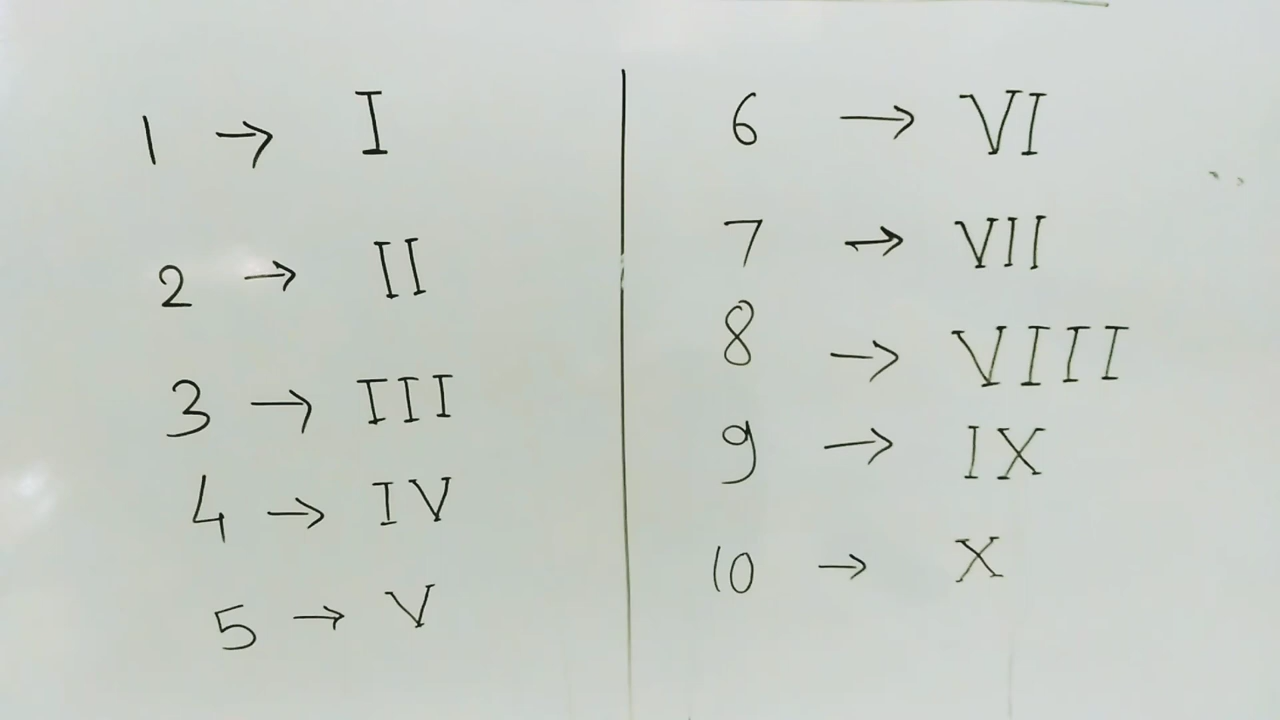 1 → I
2 → II
3 → III
4 → IV
5 → V
6 → VI
7 → VII
8 → VIII
9 → IX
10 → X